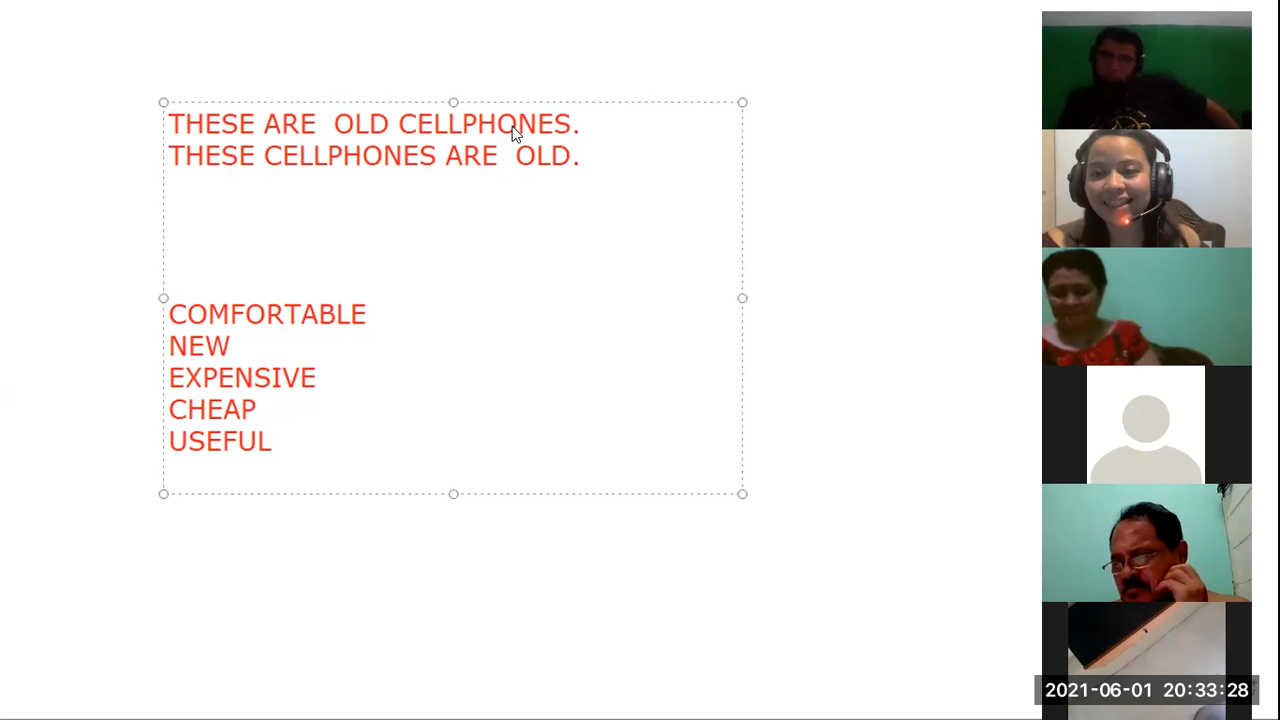 THESE ARE  OLD CELLPHONES.
THESE CELLPHONES ARE  OLD.
COMFORTABLE
NEW
EXPENSIVE
CHEAP
USEFUL
2021-06-01 20:33:28